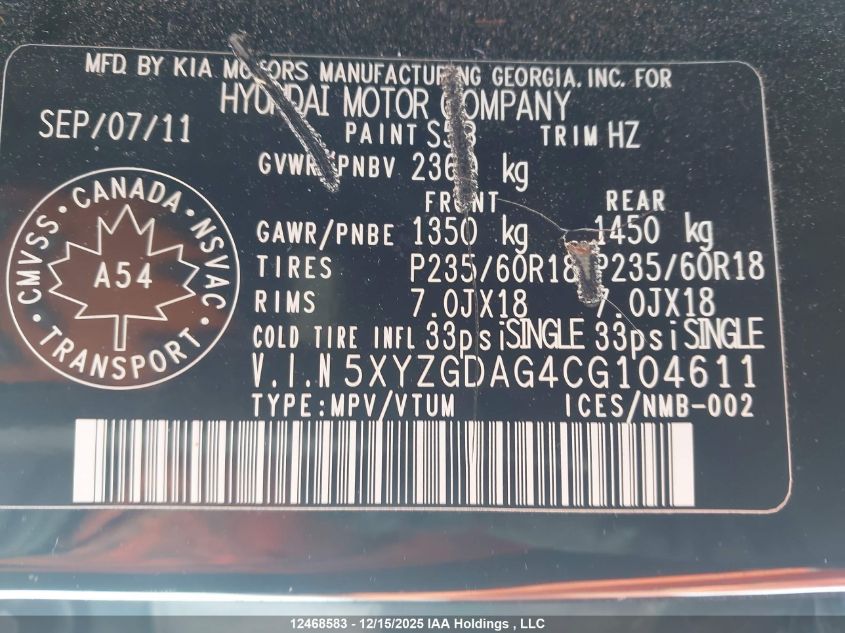 MFD. BY KIA MOTORS MANUFACTURING GEORGIA, INC. FOR
HYUNDAI MOTOR COMPANY
SEP/07/11
PAINT TRIM HZ
GVWR/PNBV kg
FRONT REAR
GAWR/PNBE 1350 kg 1450 kg
TIRES P235/60R18 P235/60R18
RIMS 7.0JX18 7.0JX18
COLD TIRE INFL 33psi SINGLE 33psi SINGLE
V.I.N 5XYZGDAG4CG104611
TYPE:MPV/VTUM ICES/NMB-002
CANADA
CMVSS · NSVAC
A54
TRANSPORT
12468583 - 12/15/2025 IAA Holdings , LLC